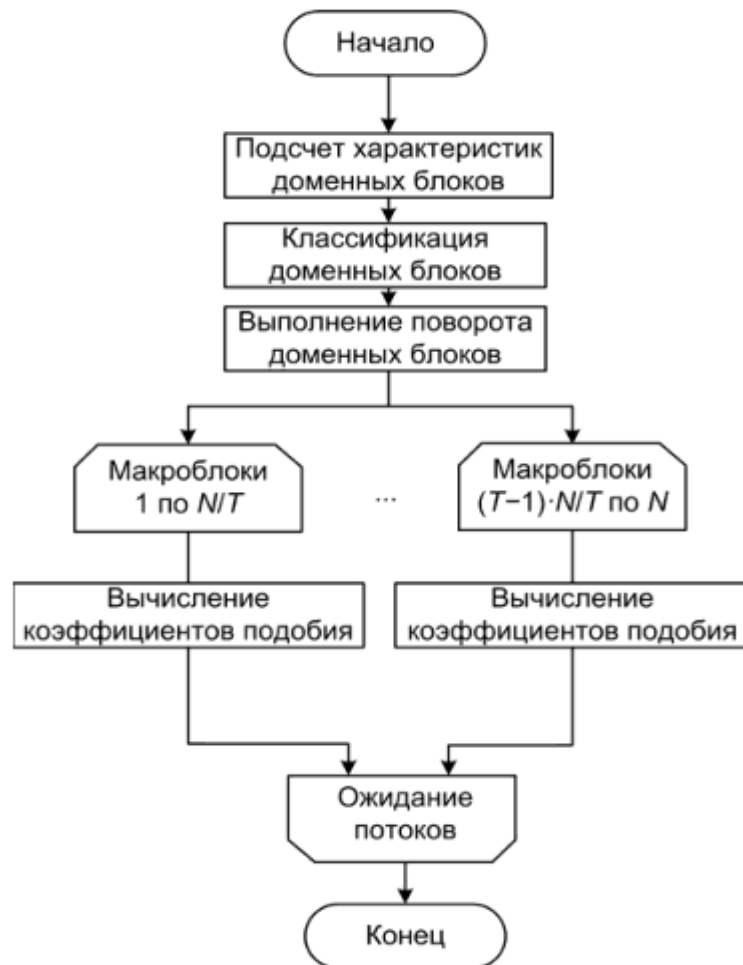 Начало
Подсчет характеристик
доменных блоков
Классификация
доменных блоков
Выполнение поворота
доменных блоков
Макроблоки
1 по N/T
...
Макроблоки
(T−1)·N/T по N
Вычисление
коэффициентов подобия
Вычисление
коэффициентов подобия
Ожидание
потоков
Конец